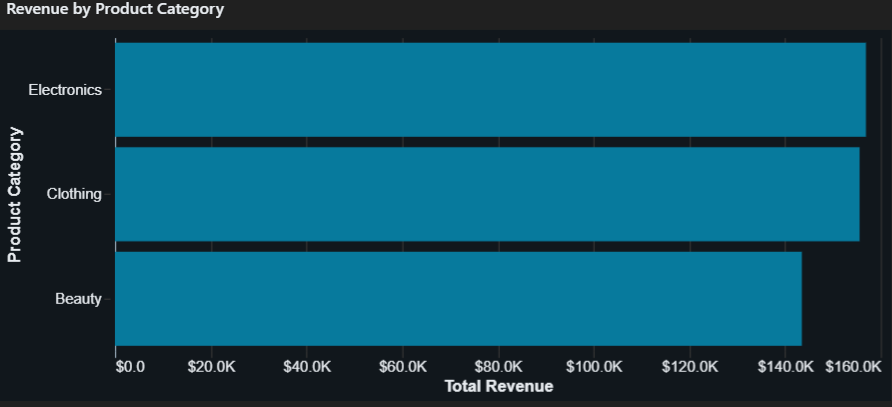 Revenue by Product Category
Product Category
Electronics
Clothing
Beauty
$0.0 $20.0K $40.0K $60.0K $80.0K $100.0K $120.0K $140.0K $160.0K
Total Revenue